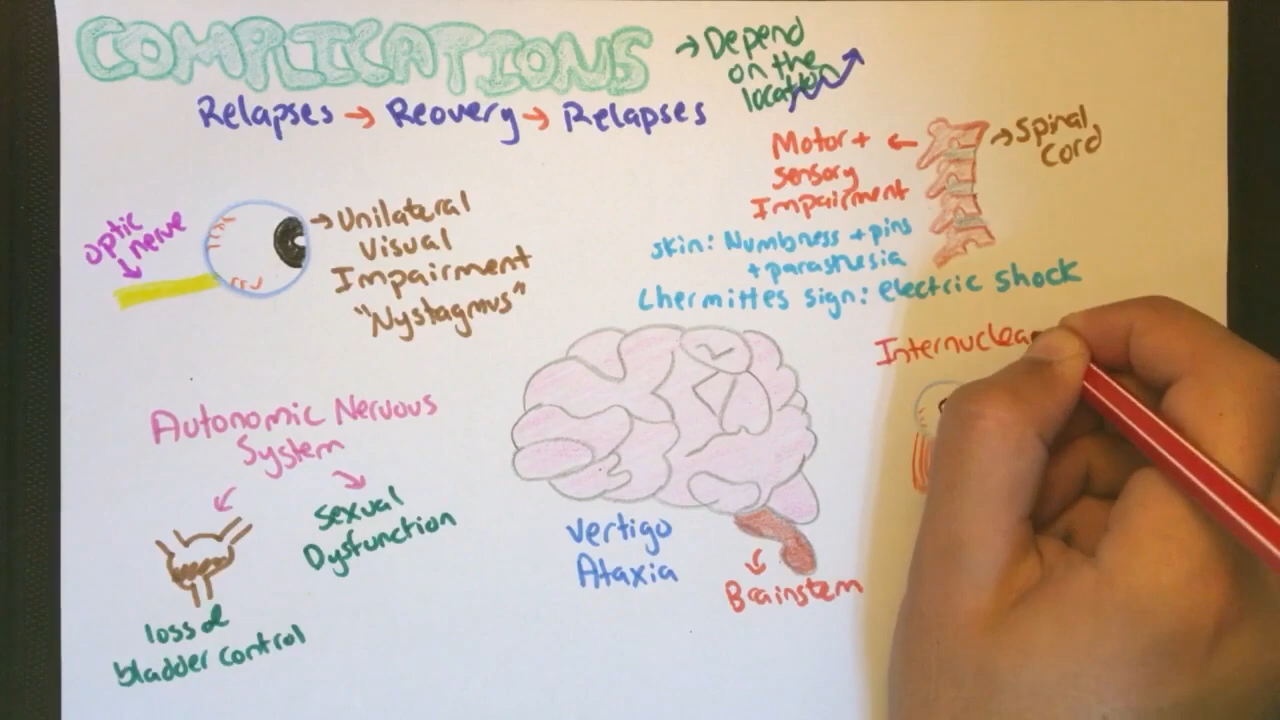 COMPLICATIONS
→ Depend
on the
location
Relapses → Reovery → Relapses
optic
nerve
→ Unilateral
Visual
Impairment
"Nystagmus"
Motor +
sensory
Impairment
→ Spinal
Cord
skin: Numbness + pins
+ parasthesia
Lhermittes sign: electric shock
Internuclea
Autonomic Nervous
System
Sexual
Dysfunction
loss of
bladder control
Vertigo
Ataxia
Brainstem